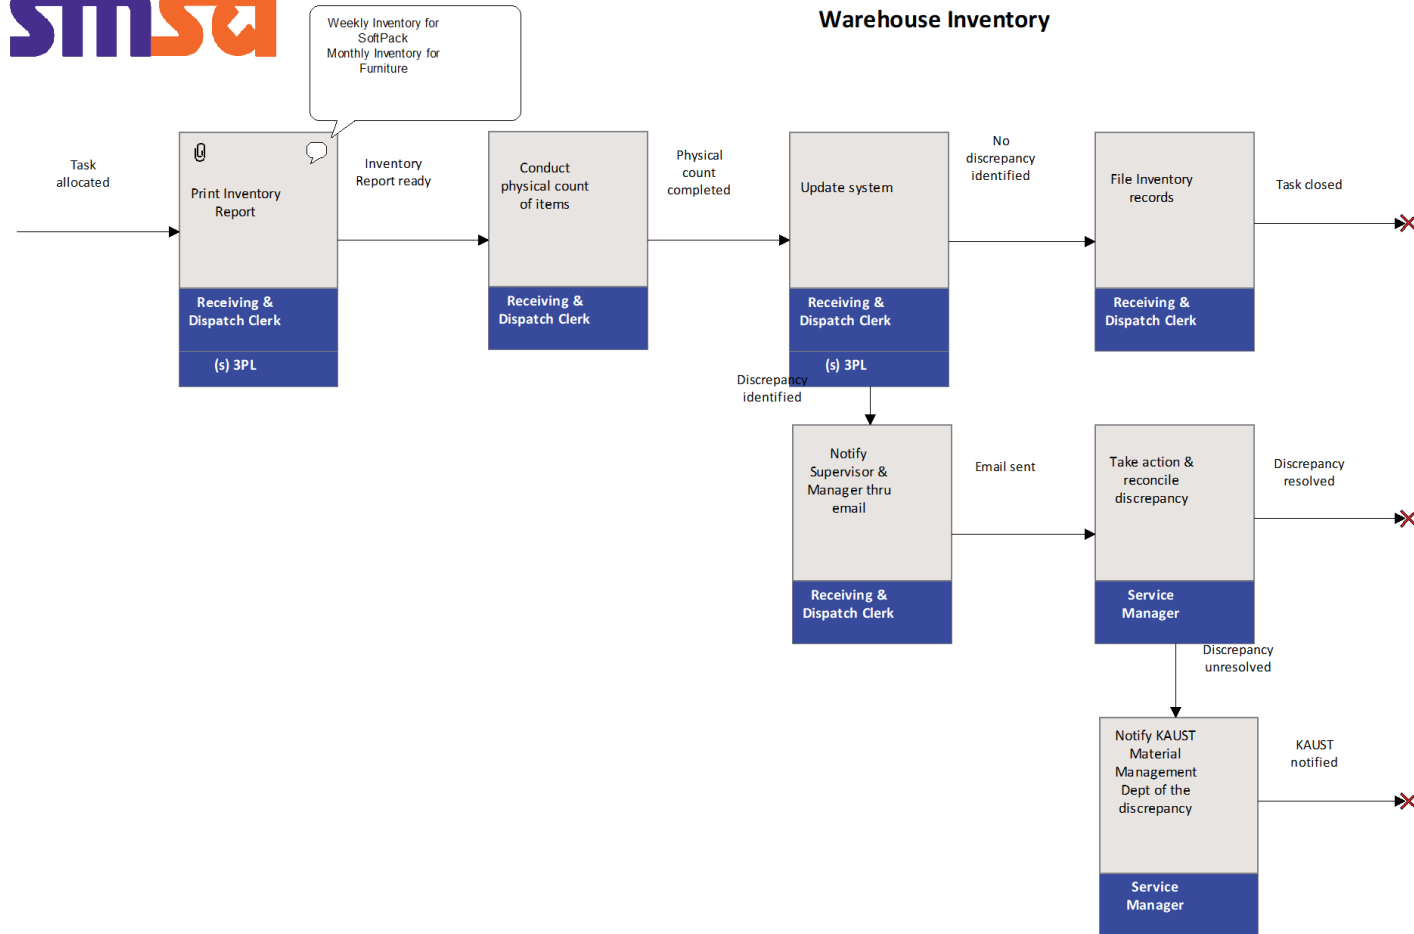 smsa
Warehouse Inventory
Weekly Inventory for
SoftPack
Monthly Inventory for
Furniture
Task
allocated
Print Inventory
Report
Receiving &
Dispatch Clerk
(s) 3PL
Inventory
Report ready
Conduct
physical count
of items
Receiving &
Dispatch Clerk
Physical
count
completed
Update system
Receiving &
Dispatch Clerk
(s) 3PL
No
discrepancy
identified
File Inventory
records
Receiving &
Dispatch Clerk
Task closed
Discrepancy
identified
Notify
Supervisor &
Manager thru
email
Receiving &
Dispatch Clerk
Email sent
Take action &
reconcile
discrepancy
Service
Manager
Discrepancy
resolved
Discrepancy
unresolved
Notify KAUST
Material
Management
Dept of the
discrepancy
Service
Manager
KAUST
notified